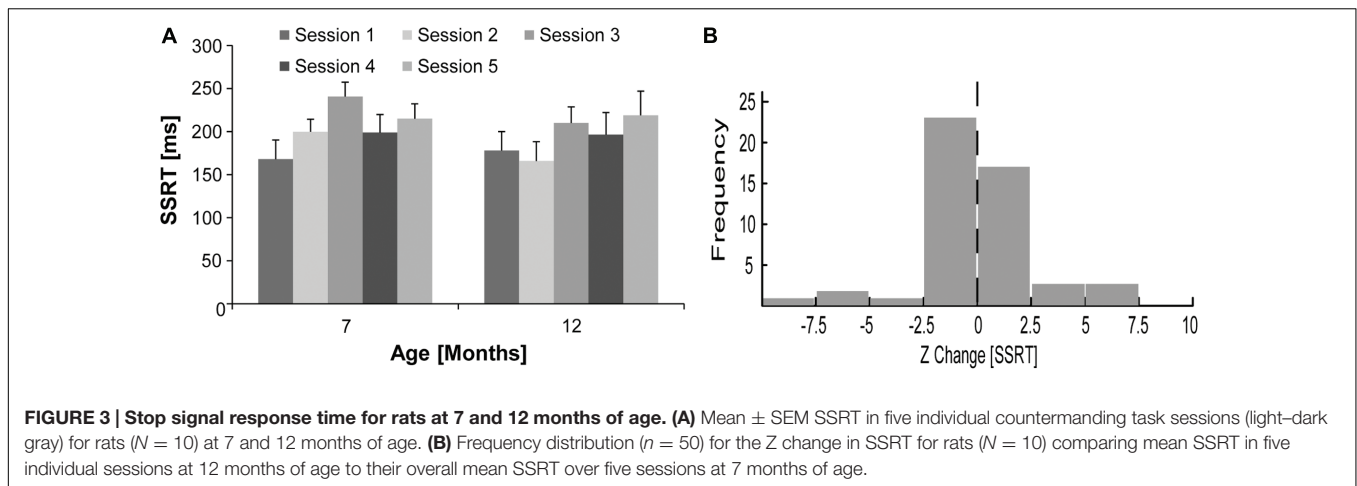 A
Session 1 Session 2 Session 3
Session 4 Session 5
300
250
200
150
100
50
0
SSRT [ms]
7 12
Age [Months]
B
25
20
15
10
5
Frequency
-7.5 -5 -2.5 0 2.5 5 7.5 10
Z Change [SSRT]
FIGURE 3 | Stop signal response time for rats at 7 and 12 months of age. (A) Mean ± SEM SSRT in five individual countermanding task sessions (light–dark
gray) for rats (N = 10) at 7 and 12 months of age. (B) Frequency distribution (n = 50) for the Z change in SSRT for rats (N = 10) comparing mean SSRT in five
individual sessions at 12 months of age to their overall mean SSRT over five sessions at 7 months of age.